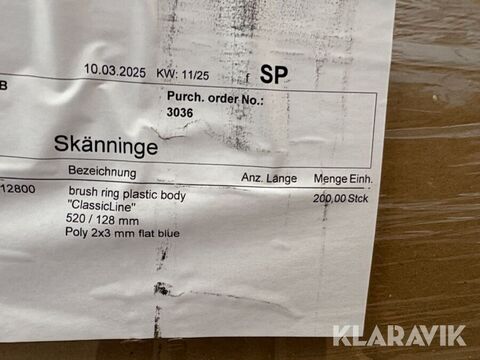 10.03.2025 KW: 11/25 f SP
B
Purch. order No.:
3036
Skänninge
Bezeichnung Anz. Länge Menge Einh.
12800 brush ring plastic body 200,00 Stck
"ClassicLine"
520 / 128 mm
Poly 2x3 mm flat blue
KLARAVIK